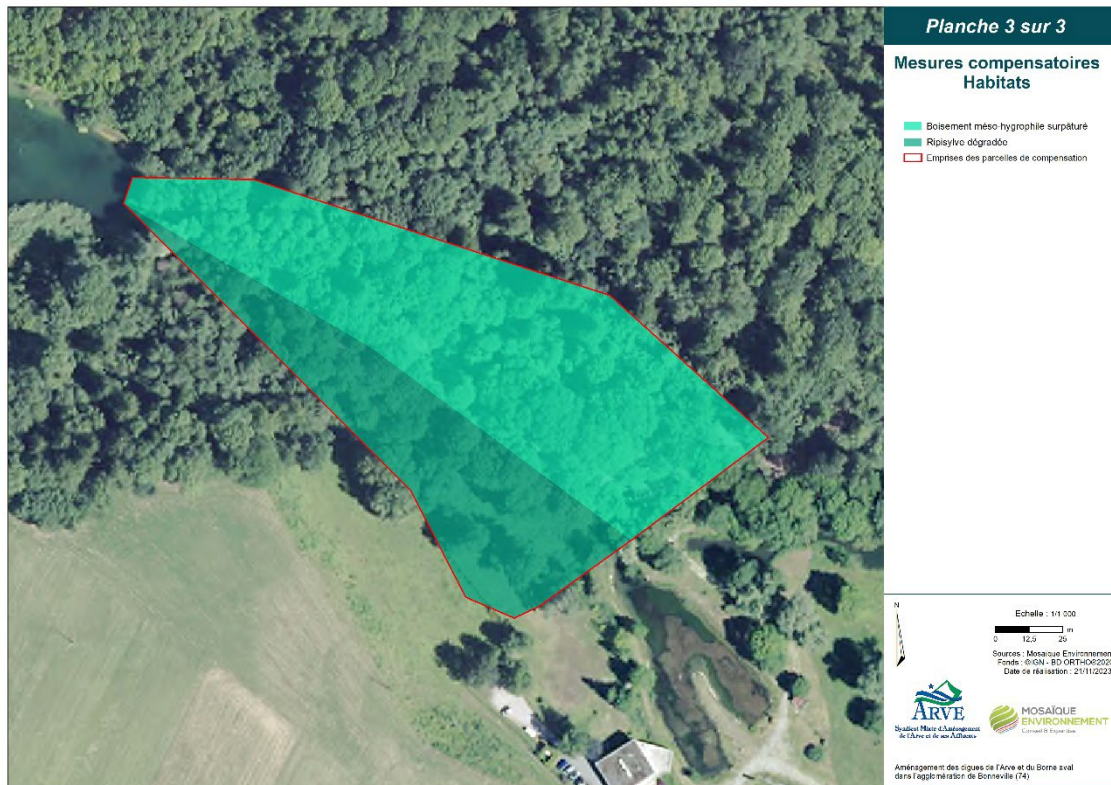 Planche 3 sur 3
Mesures compensatoires
Habitats
Boisement méso-hygrophile surpâturé
Ripisylve dégradée
Emprises des parcelles de compensation
N
Echelle : 1/1 000
m
0 12,5 25
Sources : Mosaïque Environnement
Fonds : ©IGN - BD ORTHO®2020
Date de réalisation : 21/11/2023
ARVE
Syndicat Mixte d'Aménagement
de l'Arve et de ses Affluents
MOSAÏQUE
ENVIRONNEMENT
Conseil & Expertise
Aménagement des digues de l'Arve et du Borne aval
dans l'agglomération de Bonneville (74)